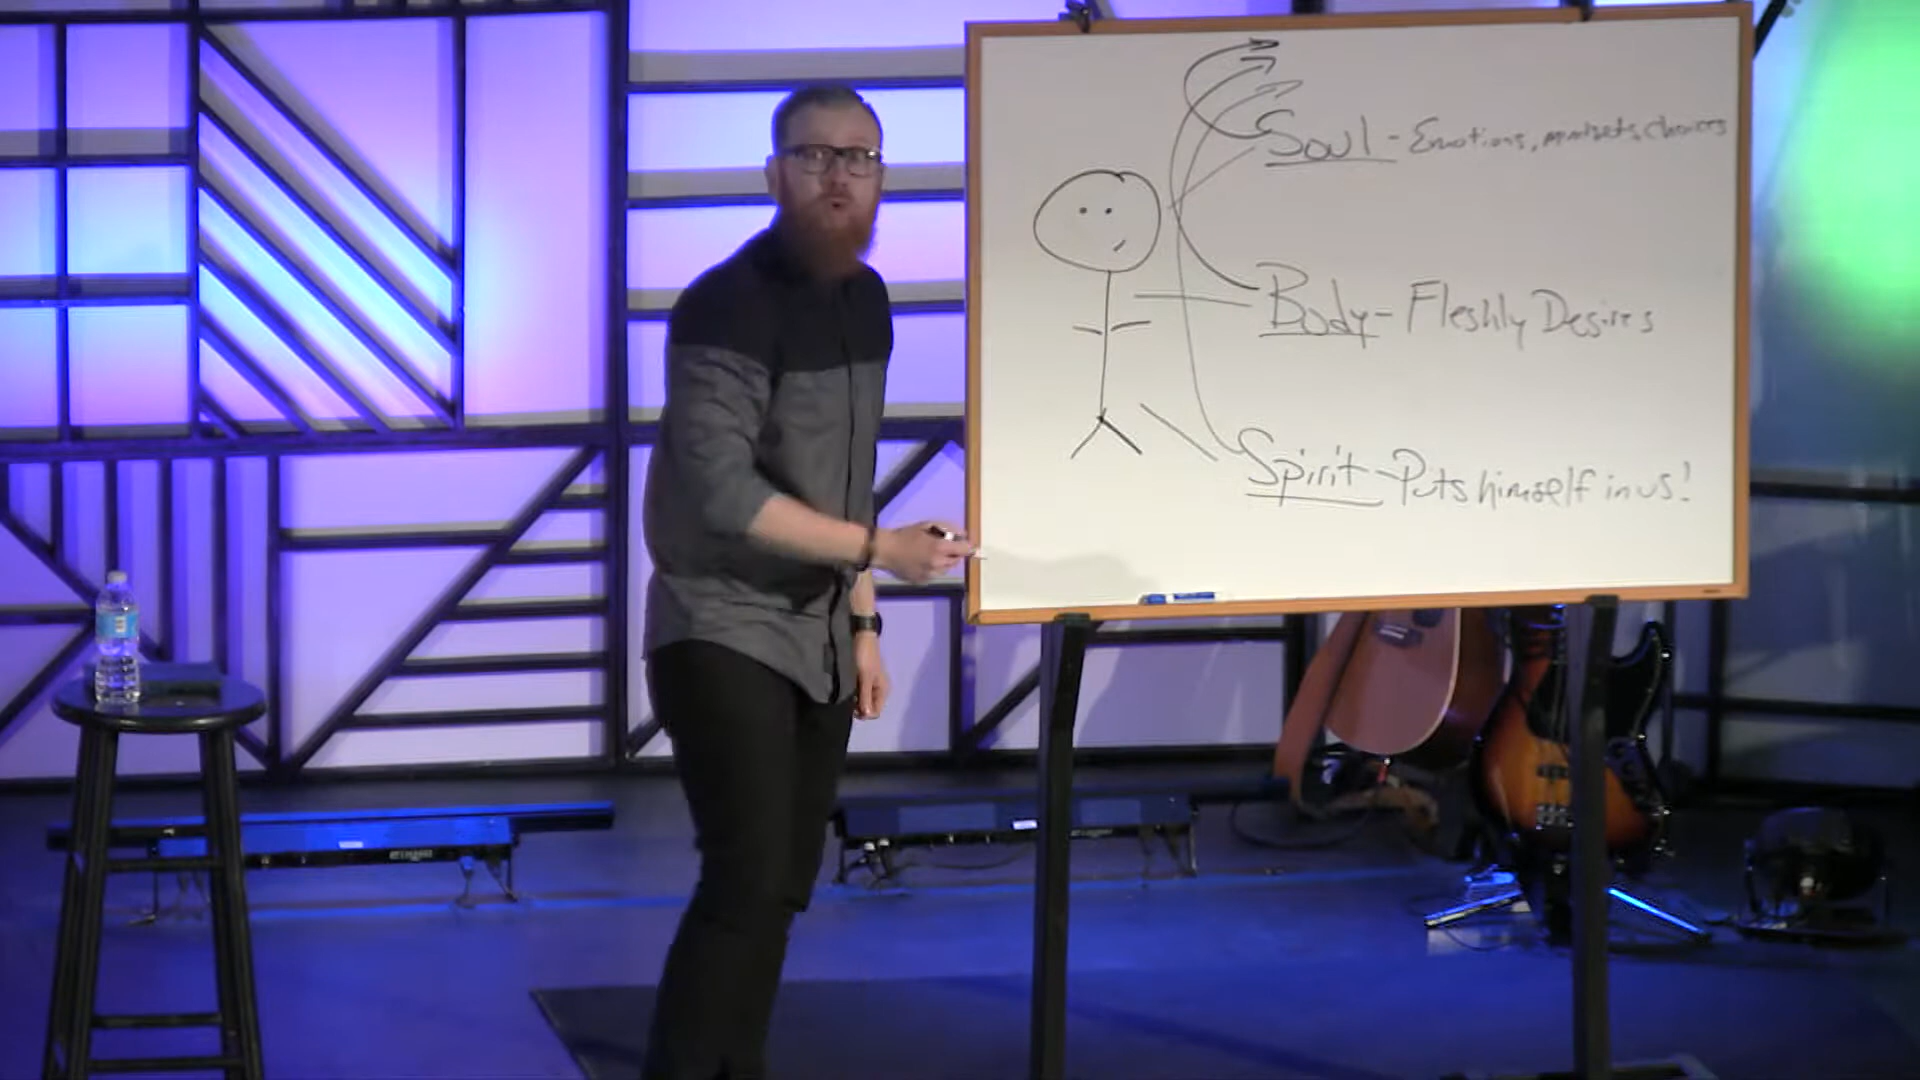 Soul - Emotions, mindsets, choices
Body - Fleshly Desires
Spirit - Puts himself in us!